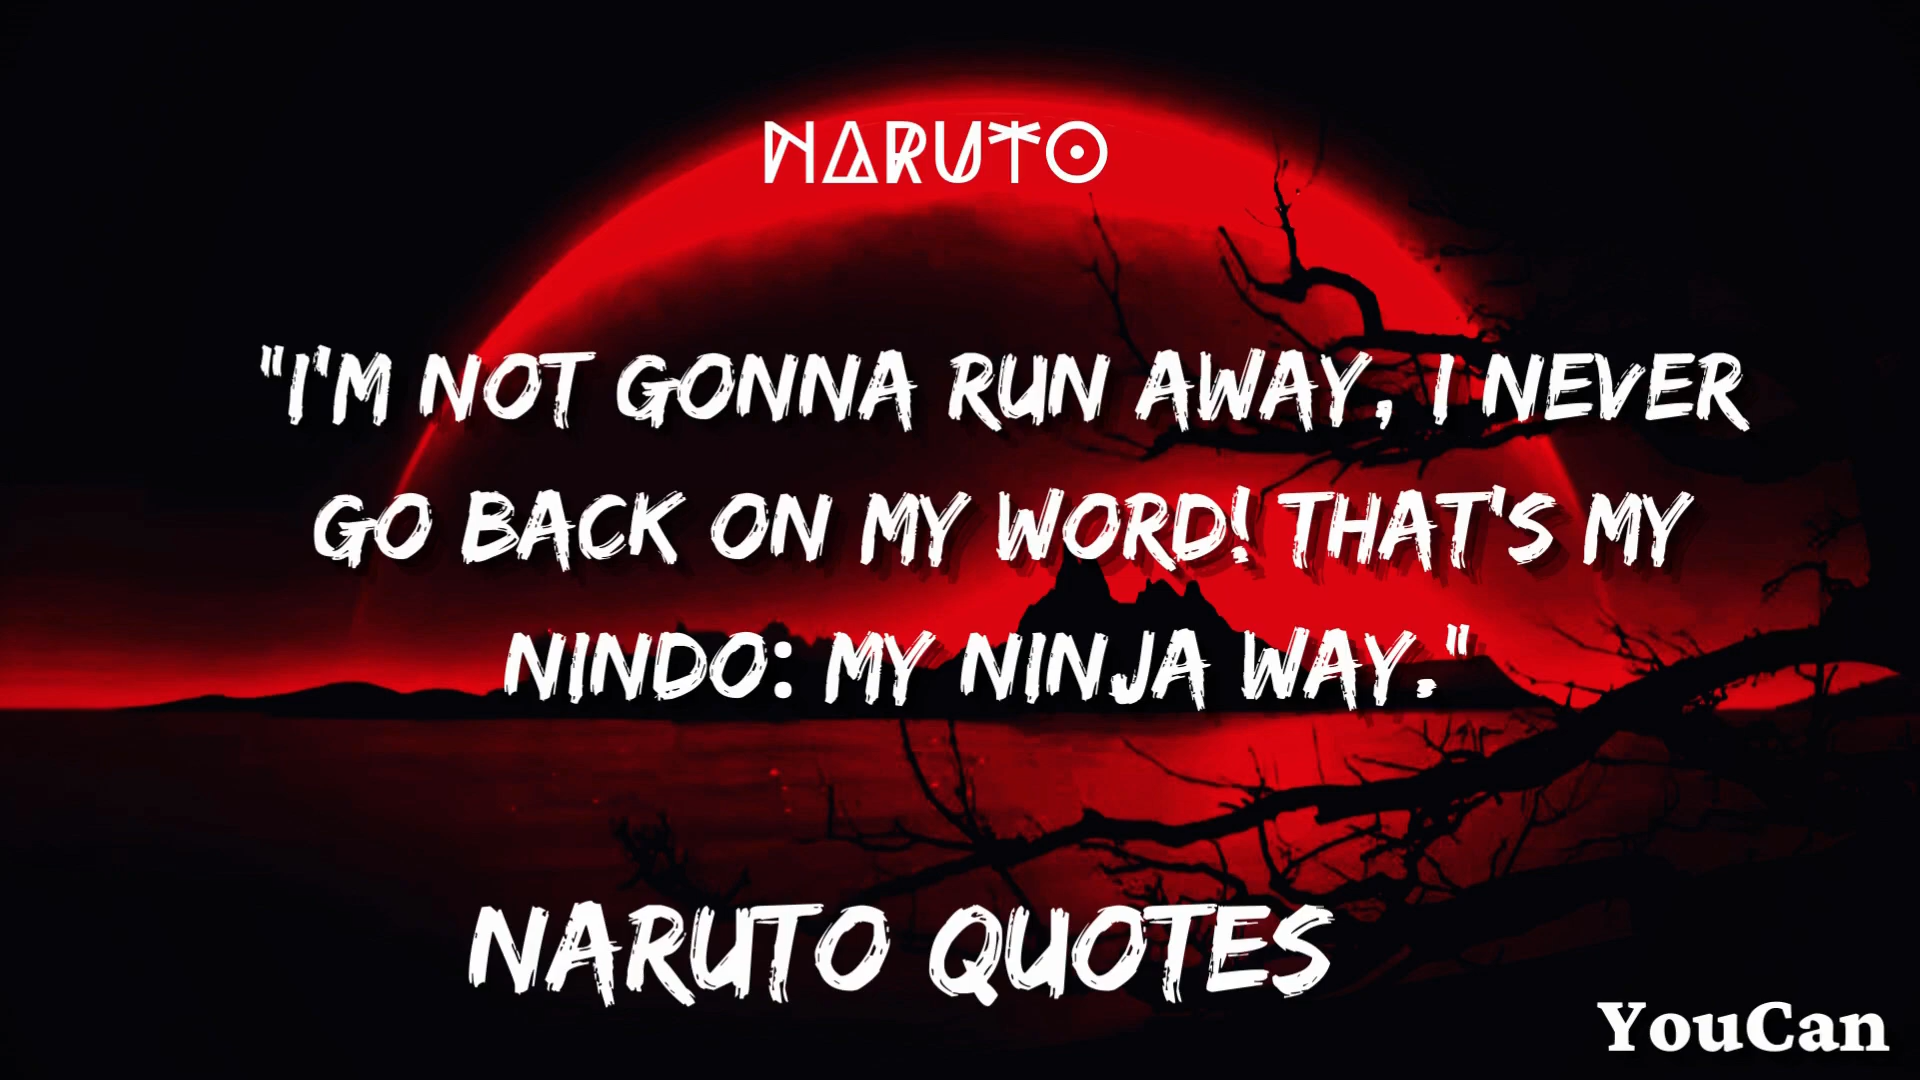 NARUTO
"I'M NOT GONNA RUN AWAY, I NEVER
GO BACK ON MY WORD! THAT'S MY
NINDO: MY NINJA WAY."
NARUTO QUOTES
YouCan